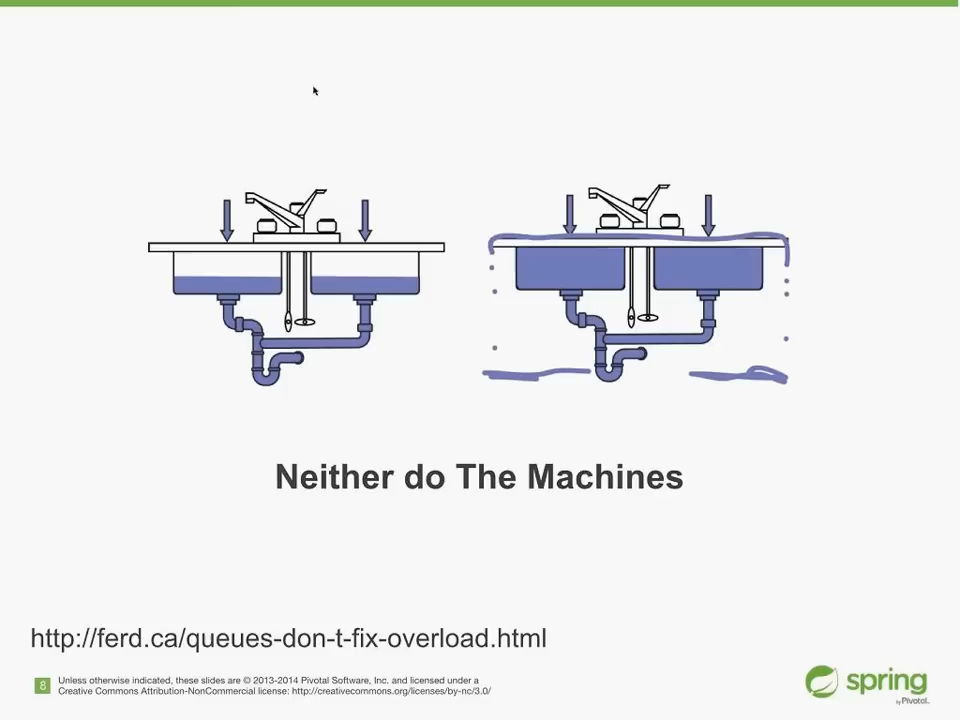 Neither do The Machines
http://ferd.ca/queues-don-t-fix-overload.html
8
Unless otherwise indicated, these slides are © 2013-2014 Pivotal Software, Inc. and licensed under a
Creative Commons Attribution-NonCommercial license: http://creativecommons.org/licenses/by-nc/3.0/
spring
by Pivotal.